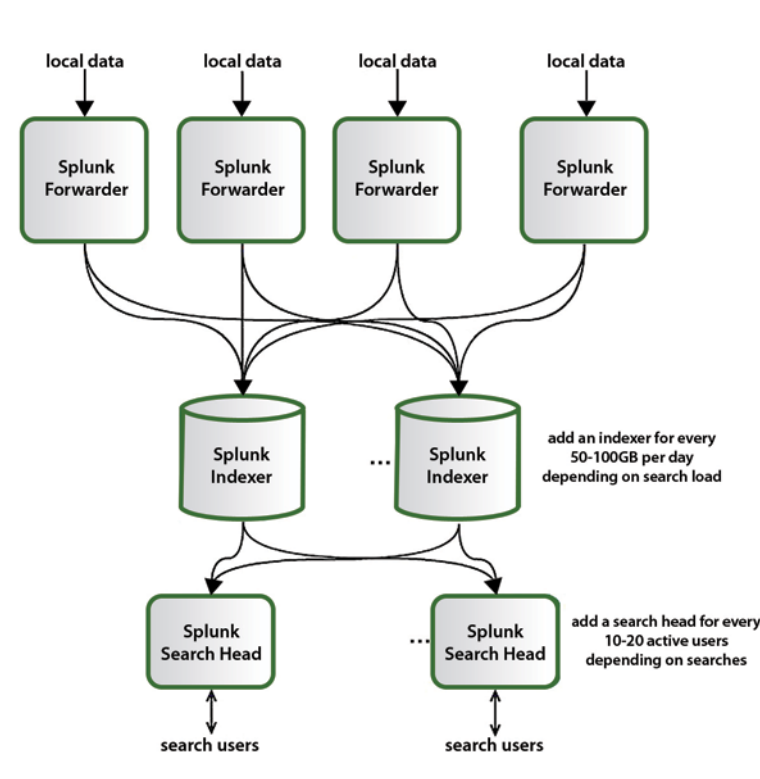 local data
local data
local data
local data
Splunk
Forwarder
Splunk
Forwarder
Splunk
Forwarder
Splunk
Forwarder
Splunk
Indexer
...
Splunk
Indexer
add an indexer for every
50-100GB per day
depending on search load
Splunk
Search Head
...
Splunk
Search Head
add a search head for every
10-20 active users
depending on searches
search users
search users